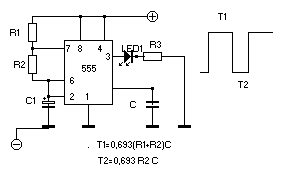 T1
R1
LED1
R3
7
8
4
3
R2
555
6
T2
C1
2
1
C
. T1=0,693(R1+R2)C
T2=0,693 R2 C